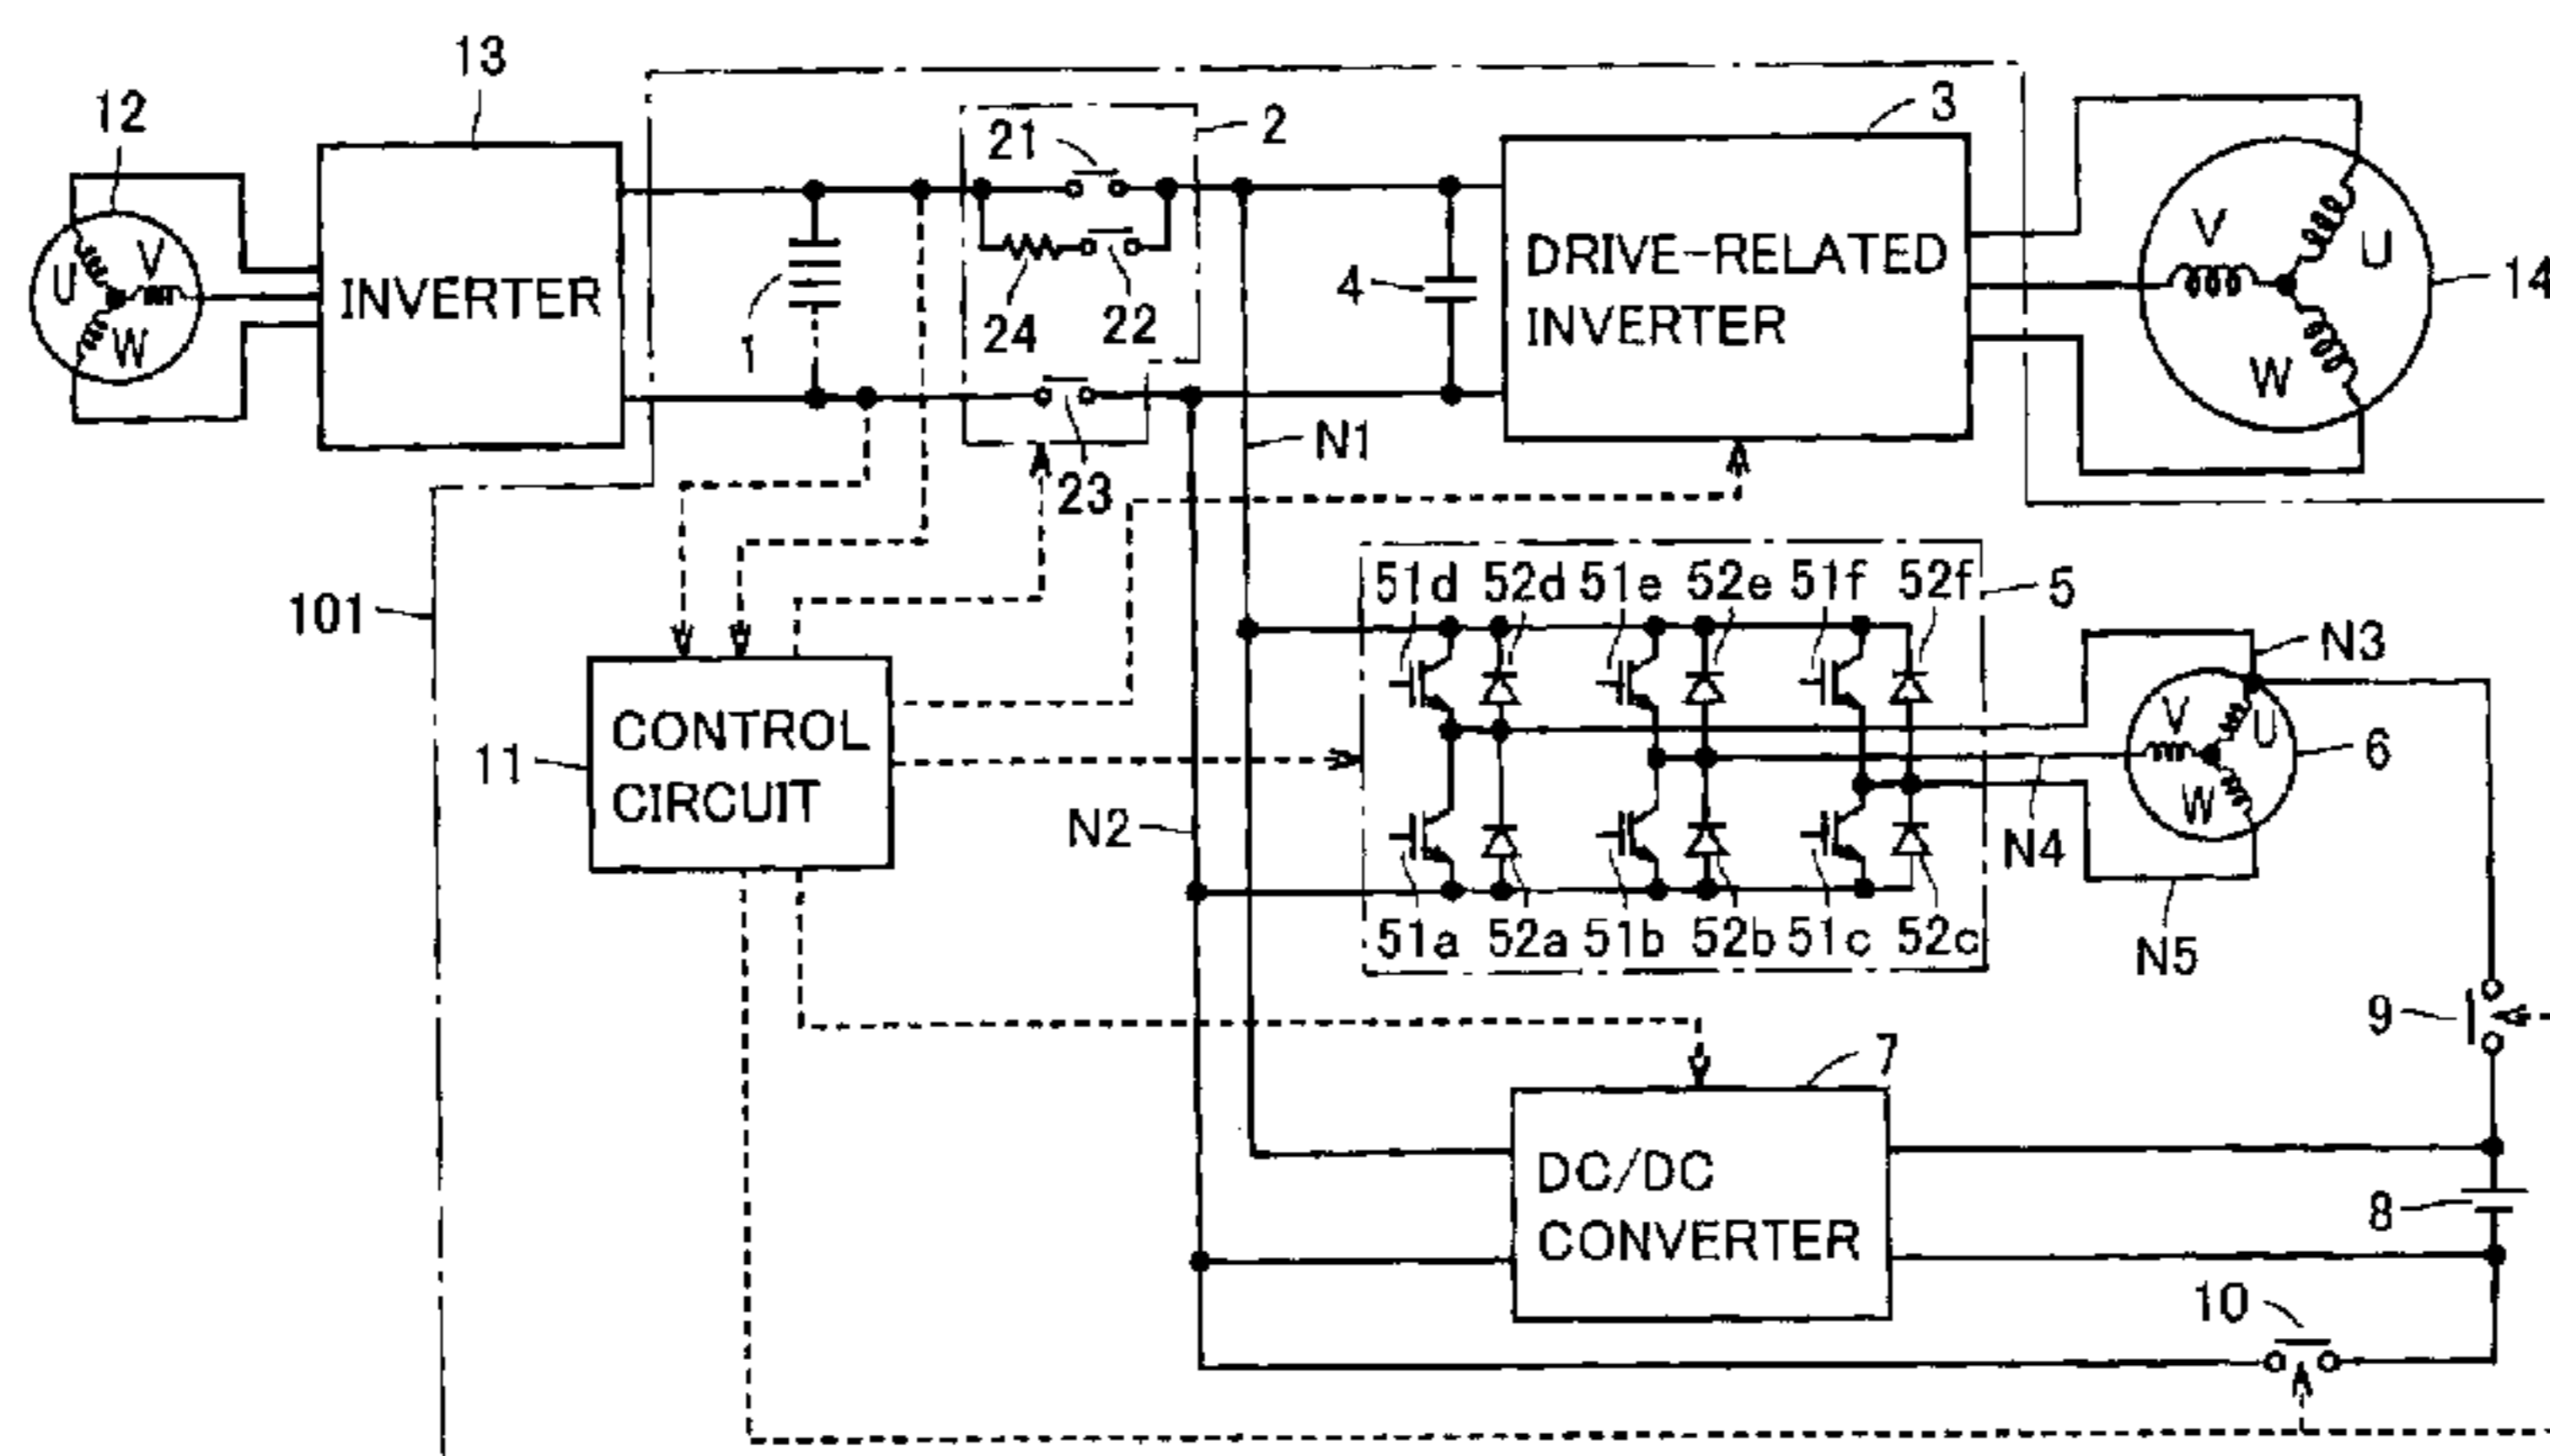 13
12
2
3
21
V
U
W
INVERTER
1
24
22
4
DRIVE-RELATED
INVERTER
V
U
W
14
23
N1
101
51d 52d 51e 52e 51f 52f
5
N3
11
CONTROL
CIRCUIT
V
U
W
6
N2
N4
51a 52a 51b 52b 51c 52c
N5
9
7
DC/DC
CONVERTER
8
10